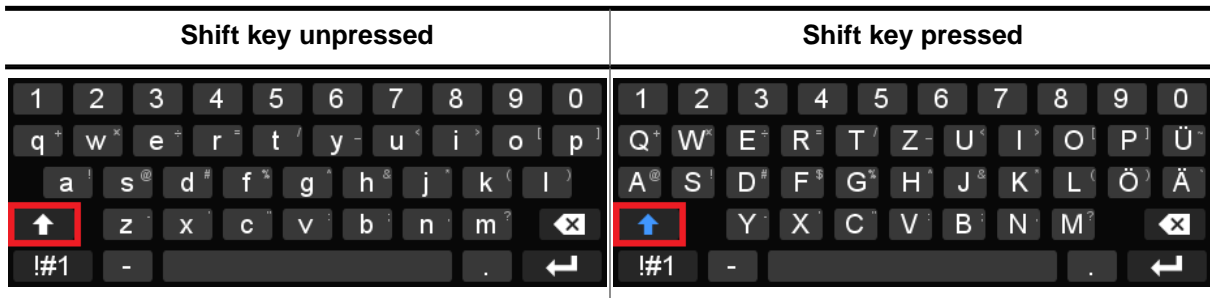 Shift key unpressed
Shift key pressed
1 2 3 4 5 6 7 8 9 0
q + w × e ÷ r = t / y - u < i > o [ p ]
a ! s @ d # f g ^ h & j * k ( l )
z x ' c " v : b ; n , m ?
!#1 - .
1 2 3 4 5 6 7 8 9 0
Q + W × E ÷ R = T / Z - U < I > O [ P ] Ü ~
A @ S ! D # F $ G % H ^ J & K * L ( Ö ) Ä
Y X ' C " V : B ; N , M ?
!#1 - .